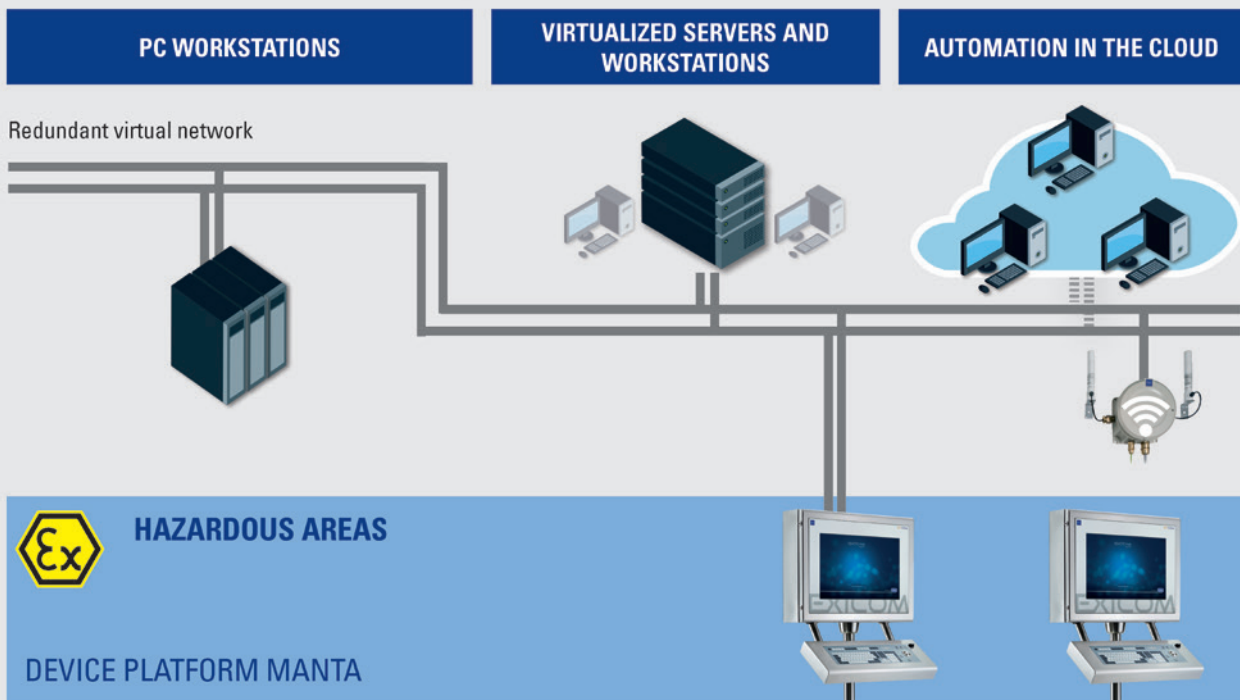 PC WORKSTATIONS
VIRTUALIZED SERVERS AND
WORKSTATIONS
AUTOMATION IN THE CLOUD
Redundant virtual network
Ex
HAZARDOUS AREAS
EXICOM
EXICOM
DEVICE PLATFORM MANTA